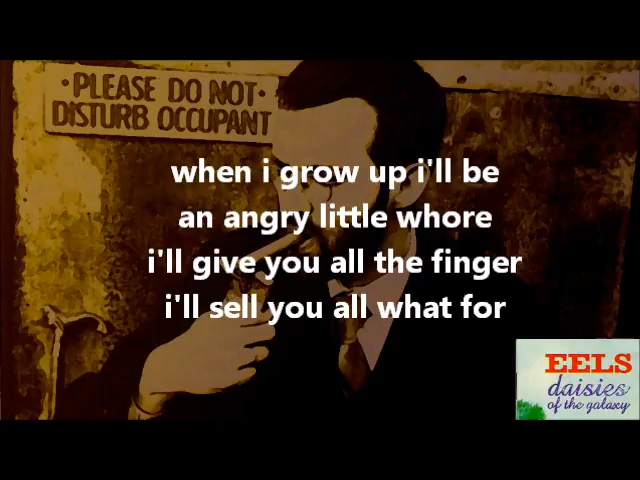 ·PLEASE DO NOT·
DISTURB OCCUPANT
when i grow up i'll be
an angry little whore
i'll give you all the finger
i'll sell you all what for
EELS
daisies
of the galaxy